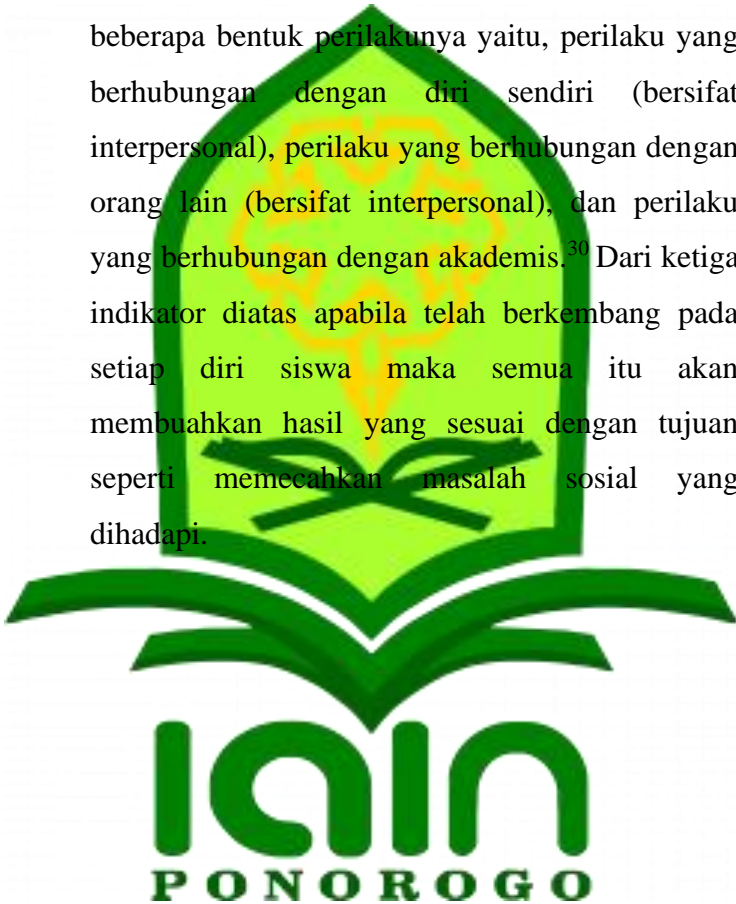 beberapa bentuk perilakunya yaitu, perilaku yang
berhubungan dengan diri sendiri (bersifat
interpersonal), perilaku yang berhubungan dengan
orang lain (bersifat interpersonal), dan perilaku
yang berhubungan dengan akademis.30 Dari ketiga
indikator diatas apabila telah berkembang pada
setiap diri siswa maka semua itu akan
membuahkan hasil yang sesuai dengan tujuan
seperti memecahkan masalah sosial yang
dihadapi.
iain
PONOROGO